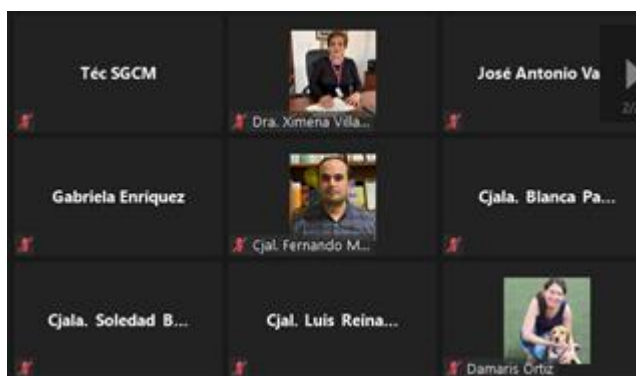 Téc SGCM
Dra. Ximena Villa...
José Antonio Va
Gabriela Enríquez
Cjal. Fernando M...
Cjala. Blanca Pa...
Cjala. Soledad B...
Cjal. Luis Reina...
Damaris Ortiz